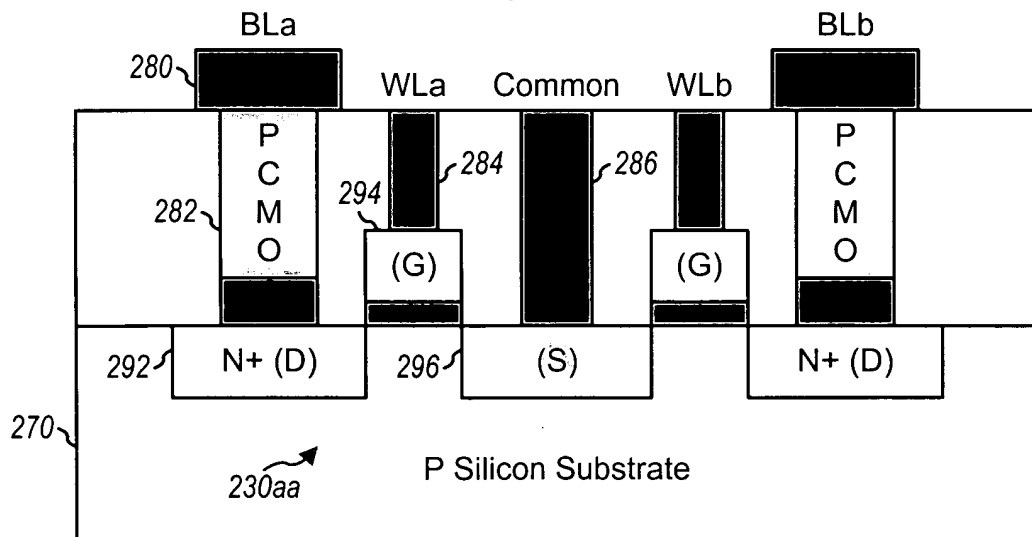 BLa
BLb
280
WLa
Common
WLb
P
C
M
O
284
286
P
C
M
O
282
294
(G)
(G)
292
N+ (D)
296
(S)
N+ (D)
270
230aa
P Silicon Substrate